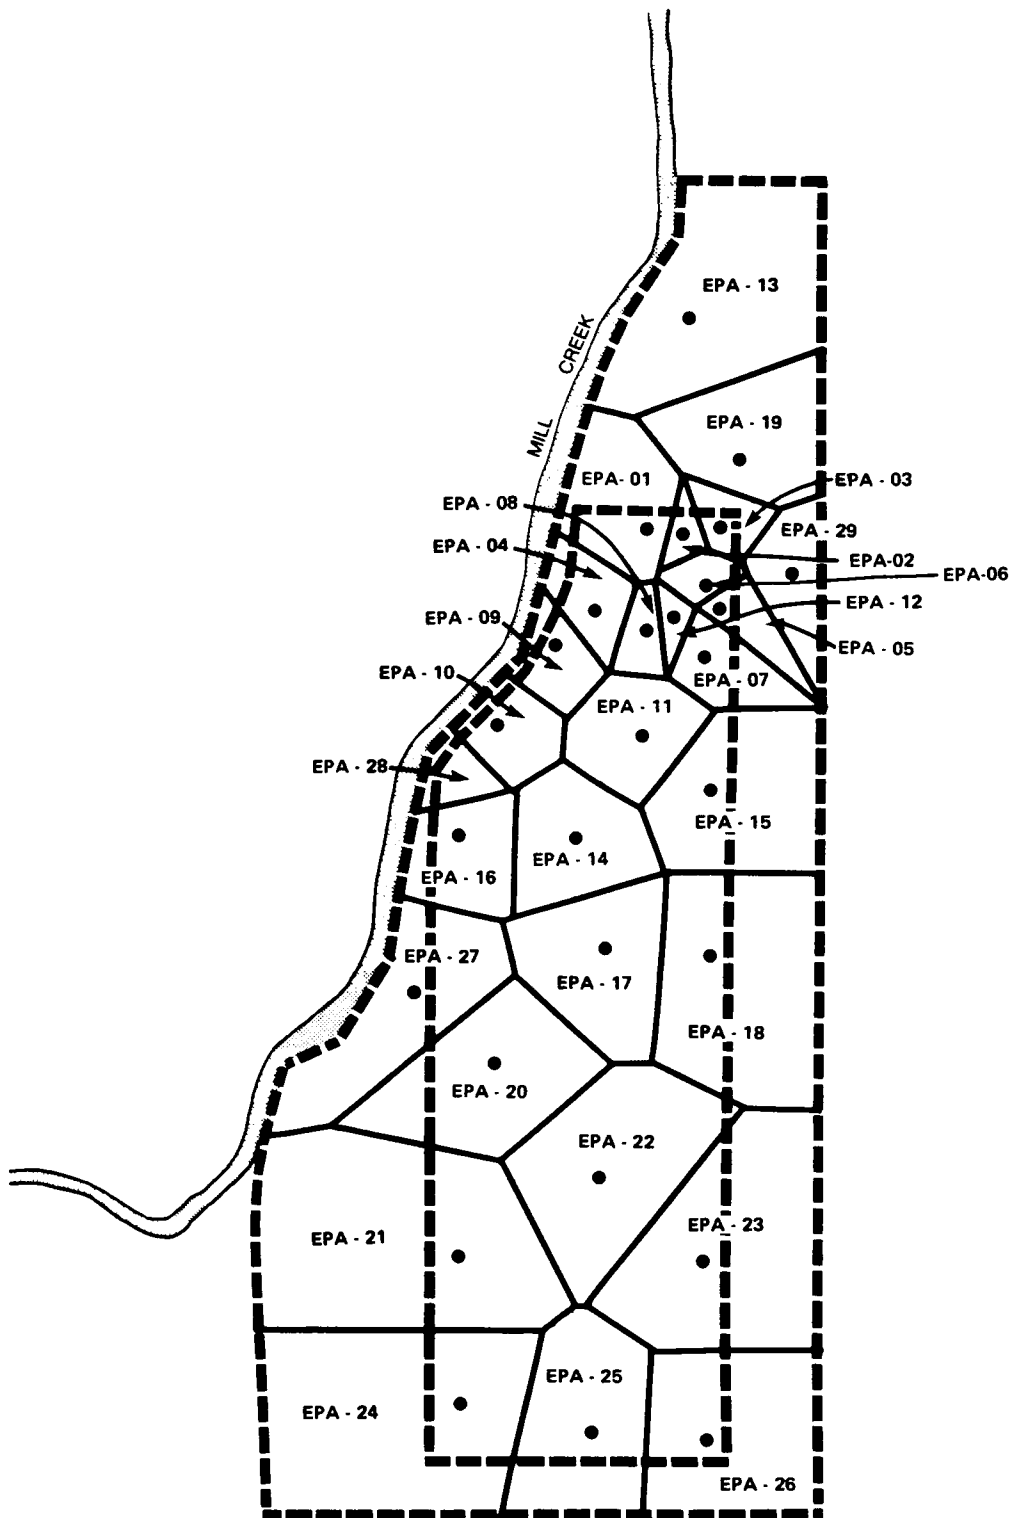 EPA - 13
CREEK
MILL
EPA - 19
EPA- 01
EPA - 03
EPA - 08
EPA - 29
EPA - 04
EPA-02
EPA-06
EPA - 12
EPA - 09
EPA - 05
EPA - 10
EPA - 07
EPA - 11
EPA - 28
EPA - 15
EPA - 14
EPA - 16
EPA - 27
EPA - 17
EPA - 18
EPA - 20
EPA - 22
EPA - 23
EPA - 21
EPA - 25
EPA - 24
EPA - 26